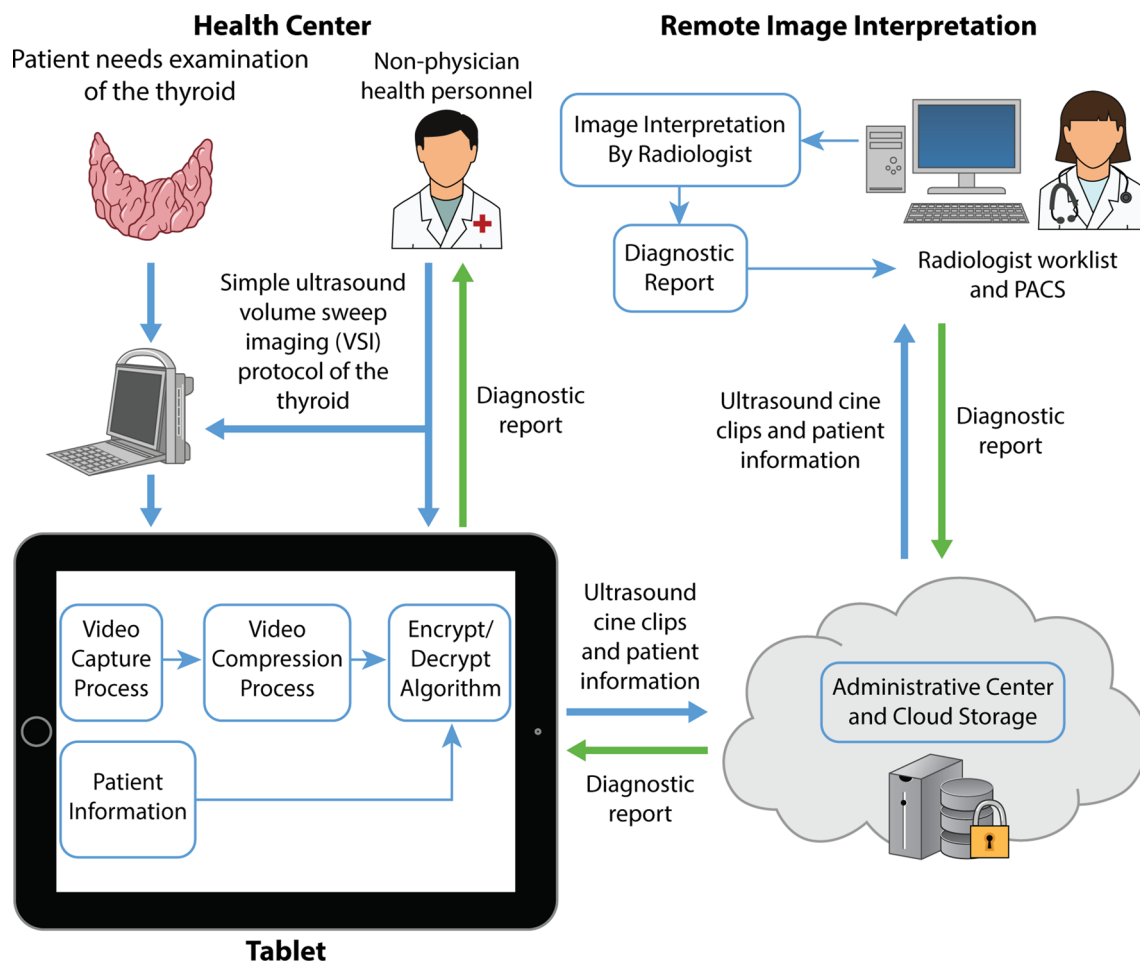 Health Center
Patient needs examination
of the thyroid
Non-physician
health personnel
Simple ultrasound
volume sweep
imaging (VSI)
protocol of the
thyroid
Diagnostic
report
Remote Image Interpretation
Image Interpretation
By Radiologist
Diagnostic
Report
Radiologist worklist
and PACS
Ultrasound cine
clips and patient
information
Diagnostic
report
Video
Capture
Process
Video
Compression
Process
Encrypt/
Decrypt
Algorithm
Patient
Information
Tablet
Ultrasound
cine clips
and patient
information
Diagnostic
report
Administrative Center
and Cloud Storage